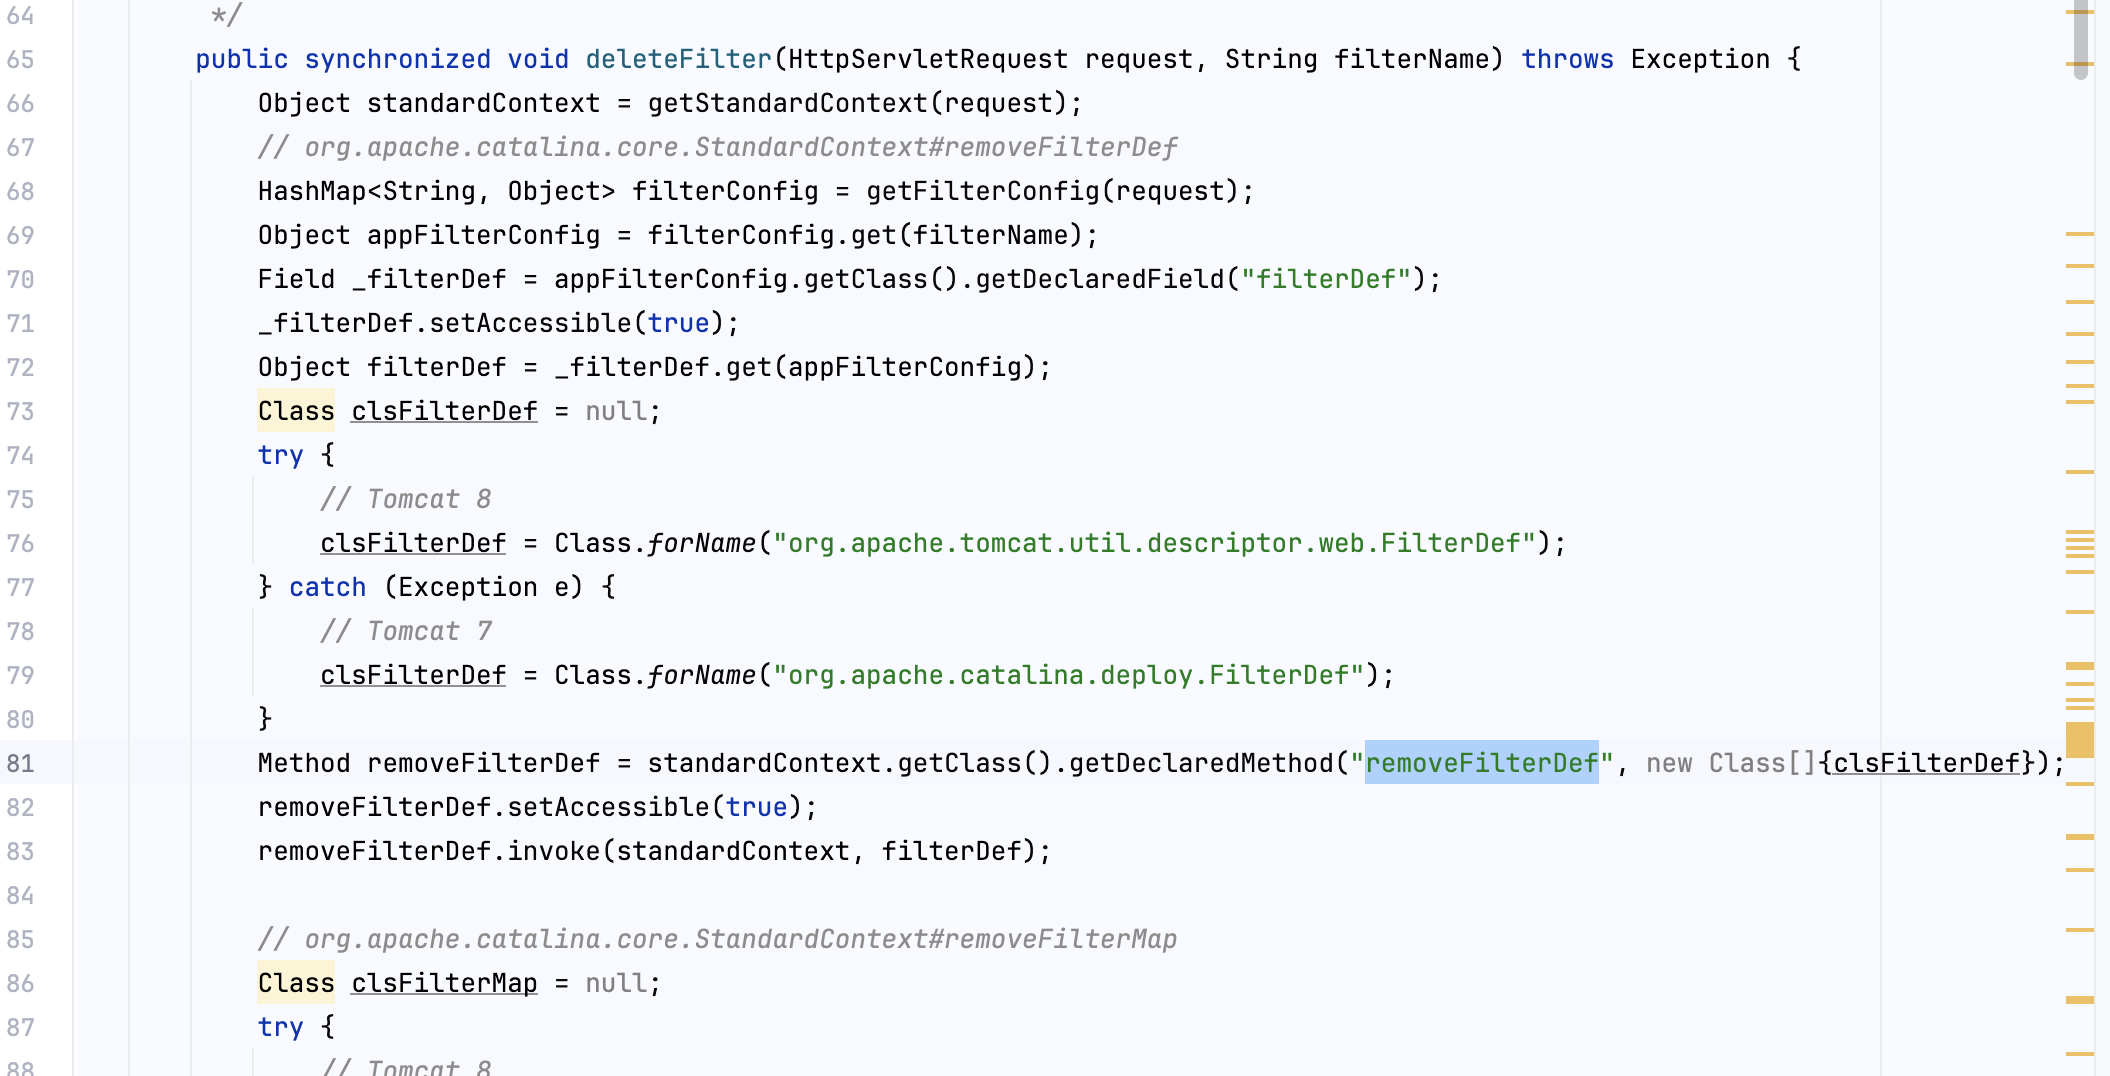 64 */
65 public synchronized void deleteFilter(HttpServletRequest request, String filterName) throws Exception {
66 Object standardContext = getStandardContext(request);
67 // org.apache.catalina.core.StandardContext#removeFilterDef
68 HashMap<String, Object> filterConfig = getFilterConfig(request);
69 Object appFilterConfig = filterConfig.get(filterName);
70 Field _filterDef = appFilterConfig.getClass().getDeclaredField("filterDef");
71 _filterDef.setAccessible(true);
72 Object filterDef = _filterDef.get(appFilterConfig);
73 Class clsFilterDef = null;
74 try {
75 // Tomcat 8
76 clsFilterDef = Class.forName("org.apache.tomcat.util.descriptor.web.FilterDef");
77 } catch (Exception e) {
78 // Tomcat 7
79 clsFilterDef = Class.forName("org.apache.catalina.deploy.FilterDef");
80 }
81 Method removeFilterDef = standardContext.getClass().getDeclaredMethod("removeFilterDef", new Class[]{clsFilterDef});
82 removeFilterDef.setAccessible(true);
83 removeFilterDef.invoke(standardContext, filterDef);
84
85 // org.apache.catalina.core.StandardContext#removeFilterMap
86 Class clsFilterMap = null;
87 try {
88 // Tomcat 8